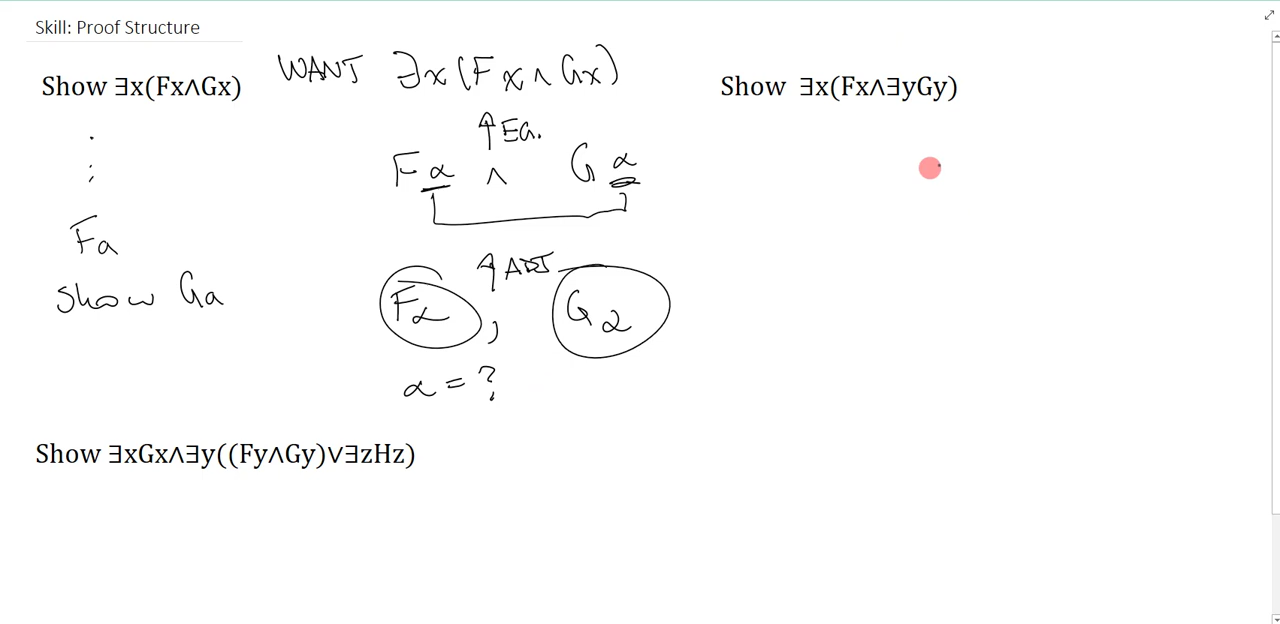 Skill: Proof Structure
Show ∃x(Fx∧Gx)
WANT ∃x(Fx ∧ Gx)
↑ EG.
Fα ∧ Gα
↑ ADJ
Fα , Gα
α = ?
:
;
Fa
Show Ga
Show ∃x(Fx∧∃yGy)
Show ∃xGx∧∃y((Fy∧Gy)∨∃zHz)